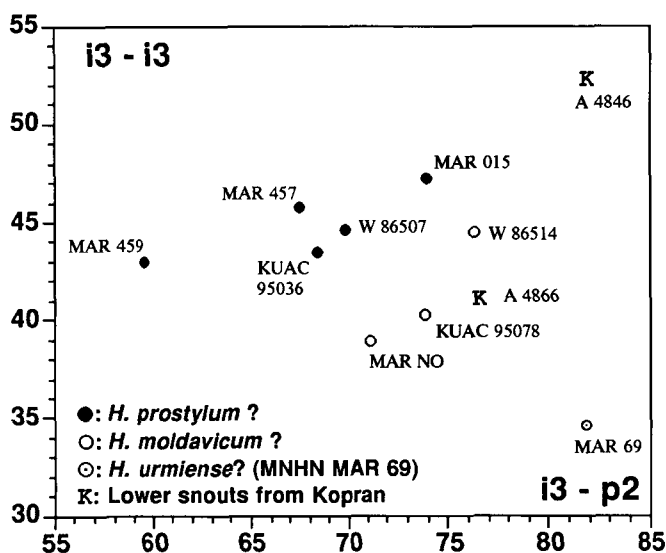 55
i3 - i3
K
A 4846
50
MAR 015
MAR 457
45
W 86507
W 86514
MAR 459
KUAC
95036
K A 4866
40
KUAC 95078
MAR NO
●: H. prostylum ?
35
○: H. moldavicum ?
⊙: H. urmiense? (MNHN MAR 69)
MAR 69
K: Lower snouts from Kopran
i3 - p2
30
55 60 65 70 75 80 85